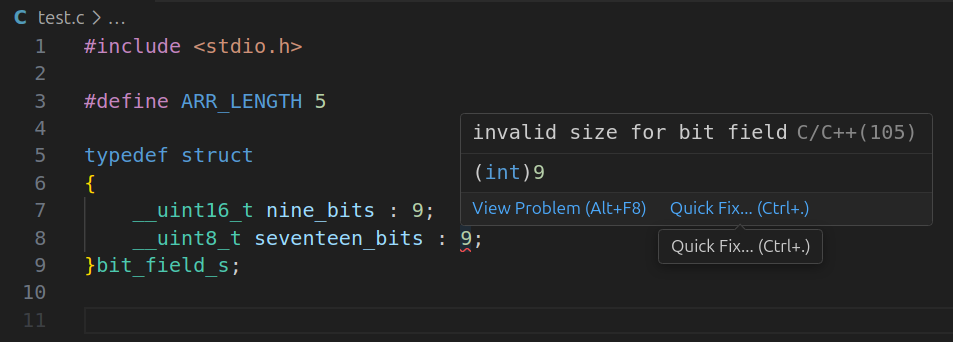 C test.c > ...
1 #include <stdio.h>
2
3 #define ARR_LENGTH 5
4
5 typedef struct
6 {
7 __uint16_t nine_bits : 9;
8 __uint8_t seventeen_bits : 9;
9 }bit_field_s;
10
11
invalid size for bit field C/C++(105)
(int)9
View Problem (Alt+F8) Quick Fix... (Ctrl+.)
Quick Fix... (Ctrl+.)